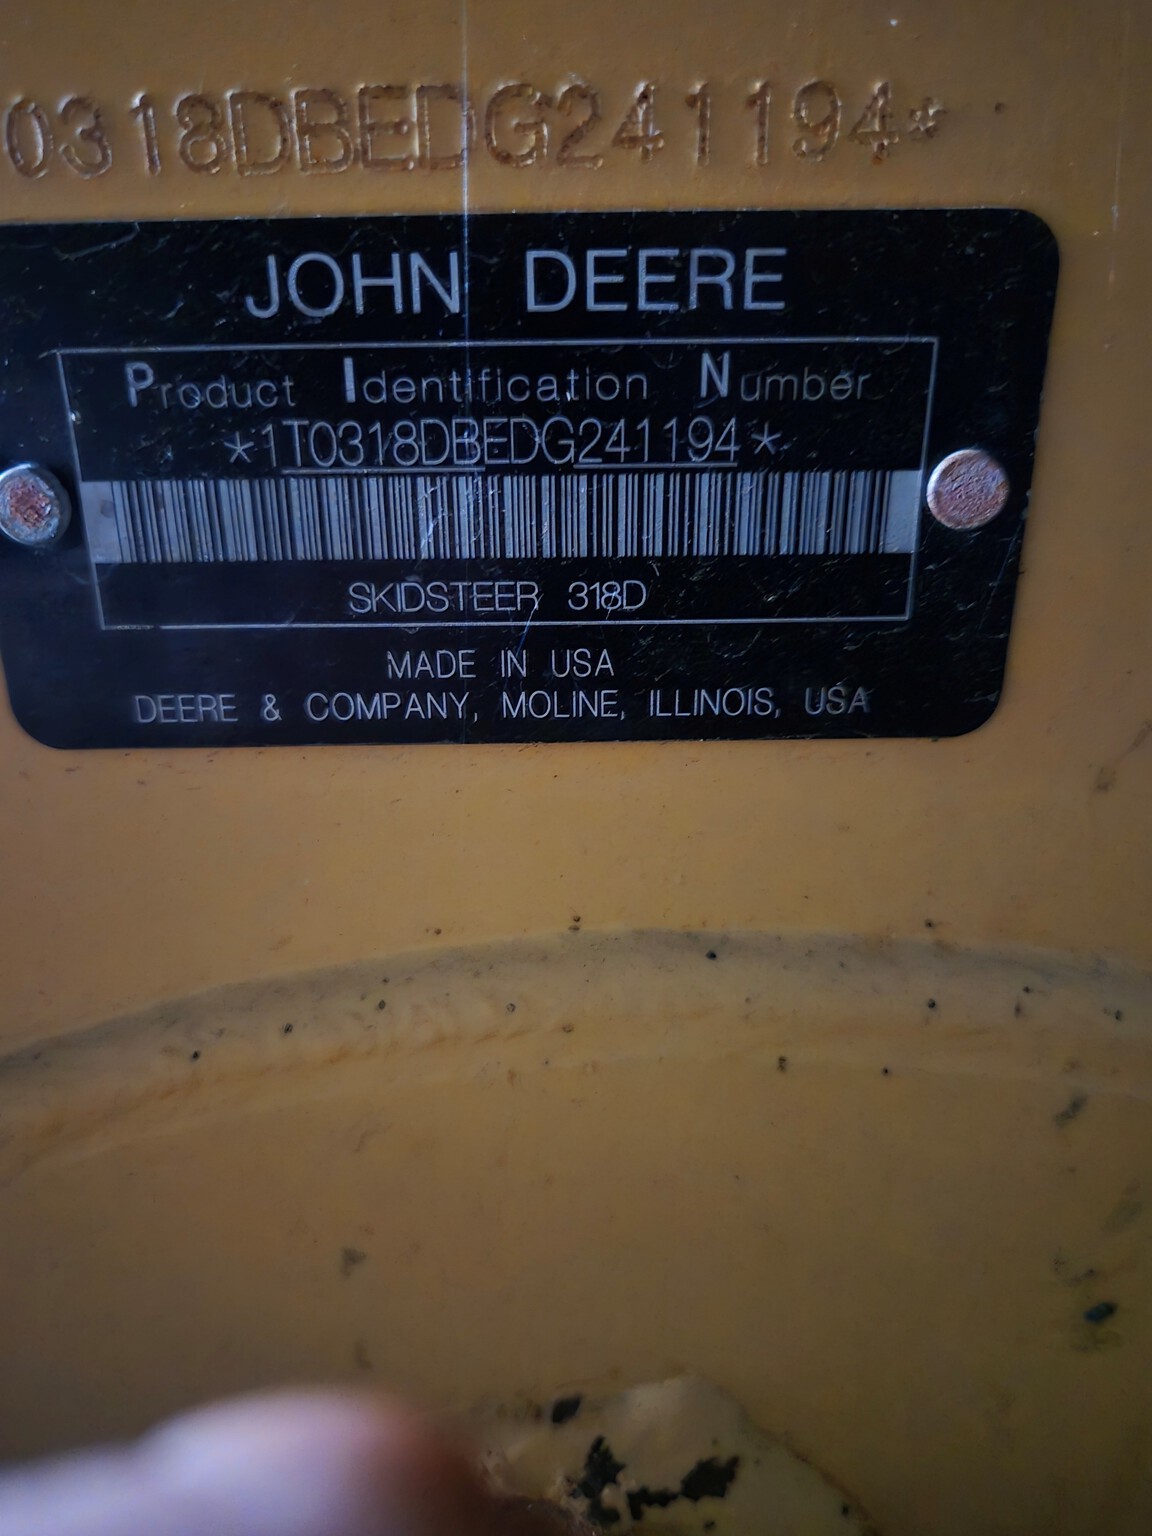 0318DBEDG241194*
JOHN DEERE
Product Identification Number
*1T0318DBEDG241194*
SKIDSTEER 318D
MADE IN USA
DEERE & COMPANY, MOLINE, ILLINOIS, USA